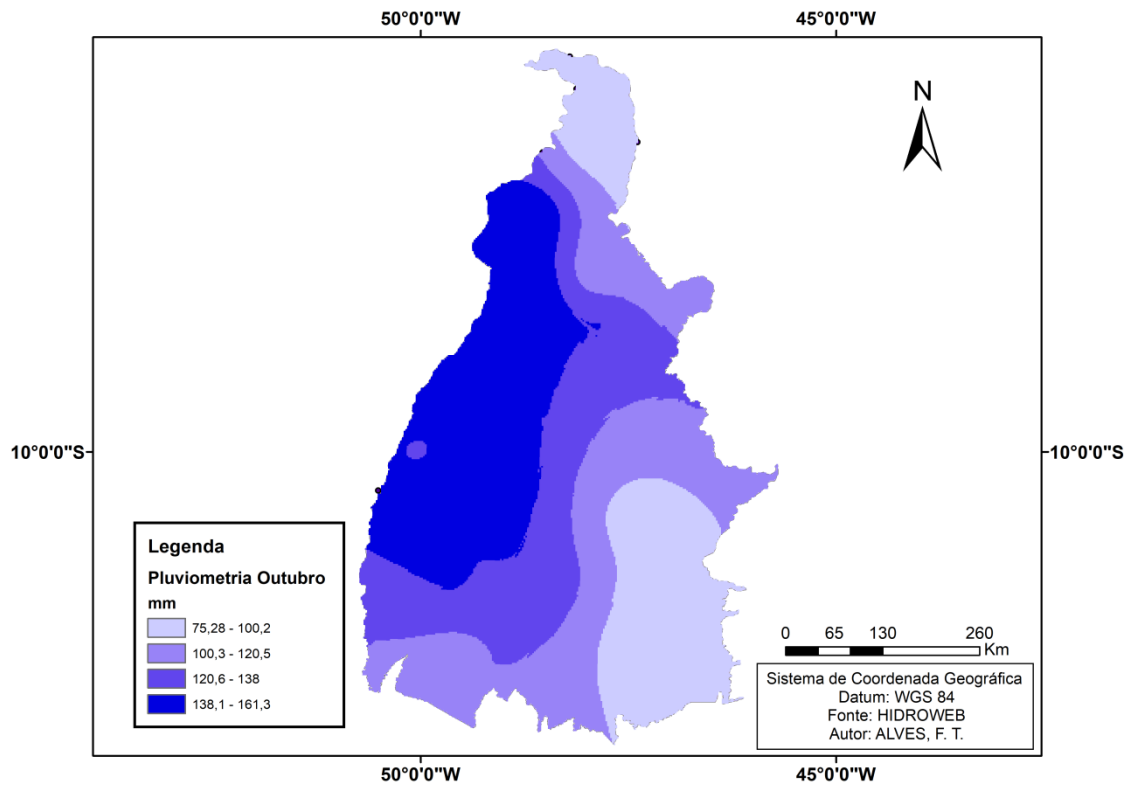 50°0'0"W 45°0'0"W
N
10°0'0"S 10°0'0"S
Legenda
Pluviometria Outubro
mm
75,28 - 100,2
100,3 - 120,5
120,6 - 138
138,1 - 161,3
0 65 130 260
Km
Sistema de Coordenada Geográfica
Datum: WGS 84
Fonte: HIDROWEB
Autor: ALVES, F. T.
50°0'0"W 45°0'0"W